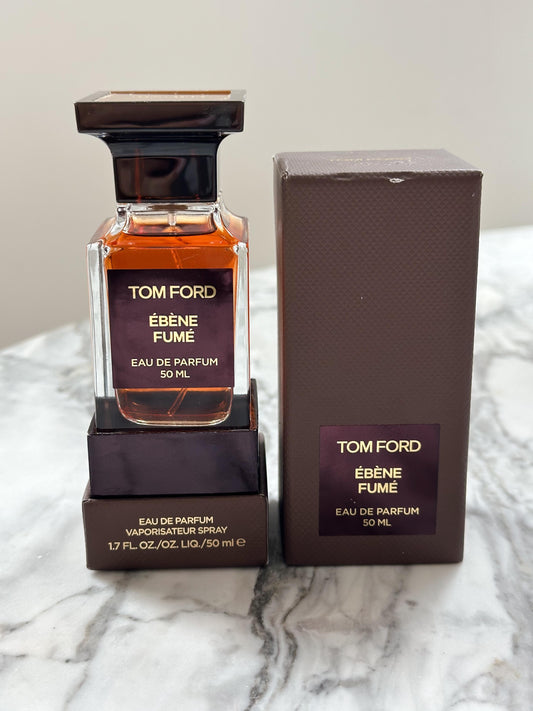 TOM FORD
ÉBÈNE
FUMÉ
EAU DE PARFUM
50 ML
EAU DE PARFUM
VAPORISATEUR SPRAY
1.7 FL. OZ./OZ. LIQ./50 ml ℮
TOM FORD
ÉBÈNE
FUMÉ
EAU DE PARFUM
50 ML